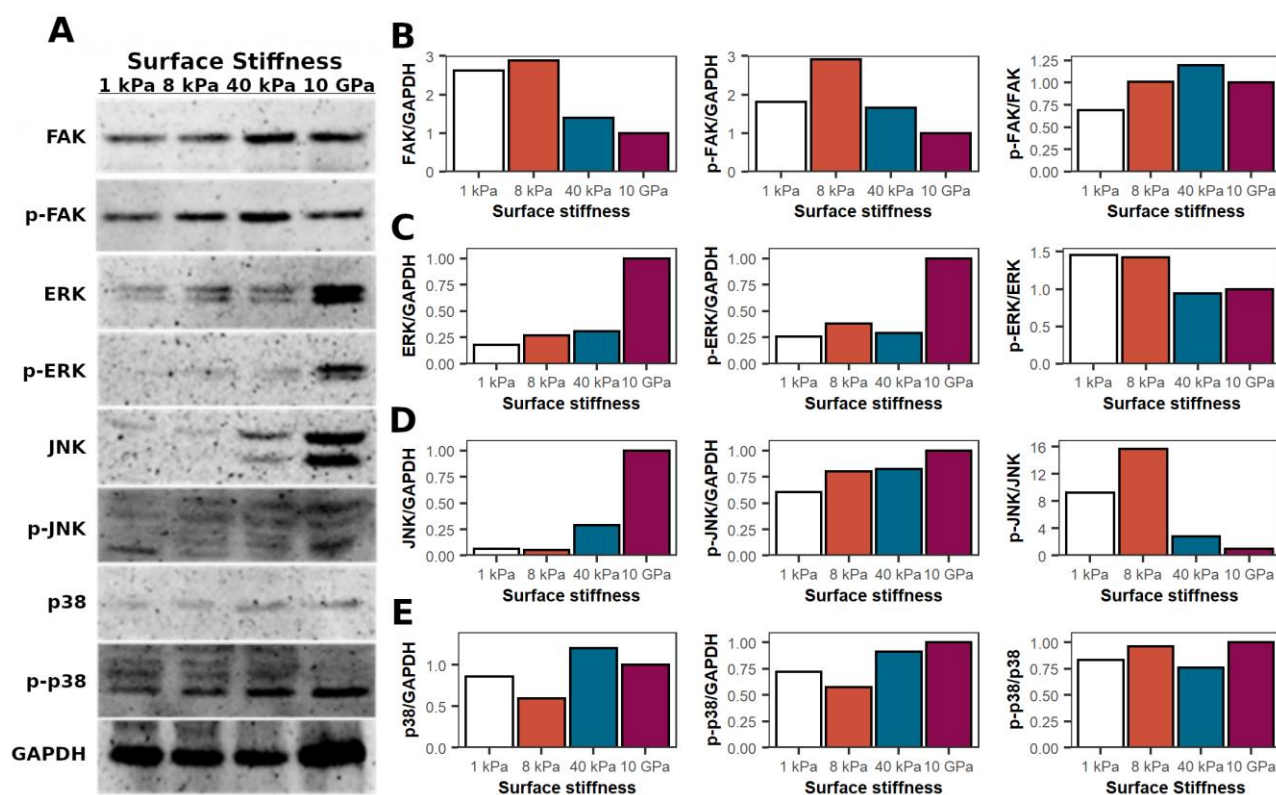 A
Surface Stiffness
1 kPa 8 kPa 40 kPa 10 GPa
FAK
p-FAK
ERK
p-ERK
JNK
p-JNK
p38
p-p38
GAPDH
B
FAK/GAPDH
3
2
1
0
1 kPa 8 kPa 40 kPa 10 GPa
Surface stiffness
p-FAK/GAPDH
3
2
1
0
1 kPa 8 kPa 40 kPa 10 GPa
Surface stiffness
p-FAK/FAK
1.25
1.00
0.75
0.50
0.25
0.00
1 kPa 8 kPa 40 kPa 10 GPa
Surface stiffness
C
ERK/GAPDH
1.00
0.75
0.50
0.25
0.00
1 kPa 8 kPa 40 kPa 10 GPa
Surface stiffness
p-ERK/GAPDH
1.00
0.75
0.50
0.25
0.00
1 kPa 8 kPa 40 kPa 10 GPa
Surface stiffness
p-ERK/ERK
1.5
1.0
0.5
0.0
1 kPa 8 kPa 40 kPa 10 GPa
Surface stiffness
D
JNK/GAPDH
1.00
0.75
0.50
0.25
0.00
1 kPa 8 kPa 40 kPa 10 GPa
Surface stiffness
p-JNK/GAPDH
1.00
0.75
0.50
0.25
0.00
1 kPa 8 kPa 40 kPa 10 GPa
Surface stiffness
p-JNK/JNK
16
12
8
4
0
1 kPa 8 kPa 40 kPa 10 GPa
Surface stiffness
E
p38/GAPDH
1.0
0.5
0.0
1 kPa 8 kPa 40 kPa 10 GPa
Surface stiffness
p-p38/GAPDH
1.00
0.75
0.50
0.25
0.00
1 kPa 8 kPa 40 kPa 10 GPa
Surface stiffness
p-p38/p38
1.00
0.75
0.50
0.25
0.00
1 kPa 8 kPa 40 kPa 10 GPa
Surface stiffness